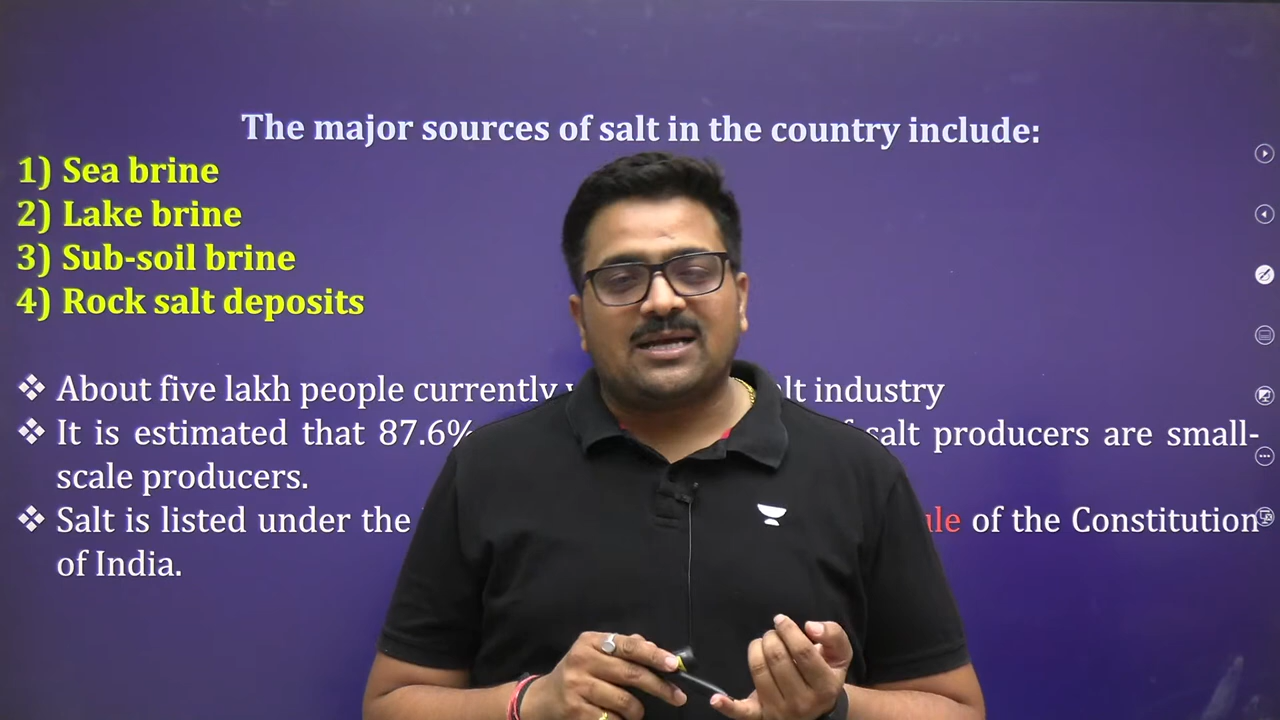 The major sources of salt in the country include:
1) Sea brine
2) Lake brine
3) Sub-soil brine
4) Rock salt deposits
❖ About five lakh people currently industry
❖ It is estimated that 87.6% salt producers are small-
scale producers.
❖ Salt is listed under the of the Constitution
of India.